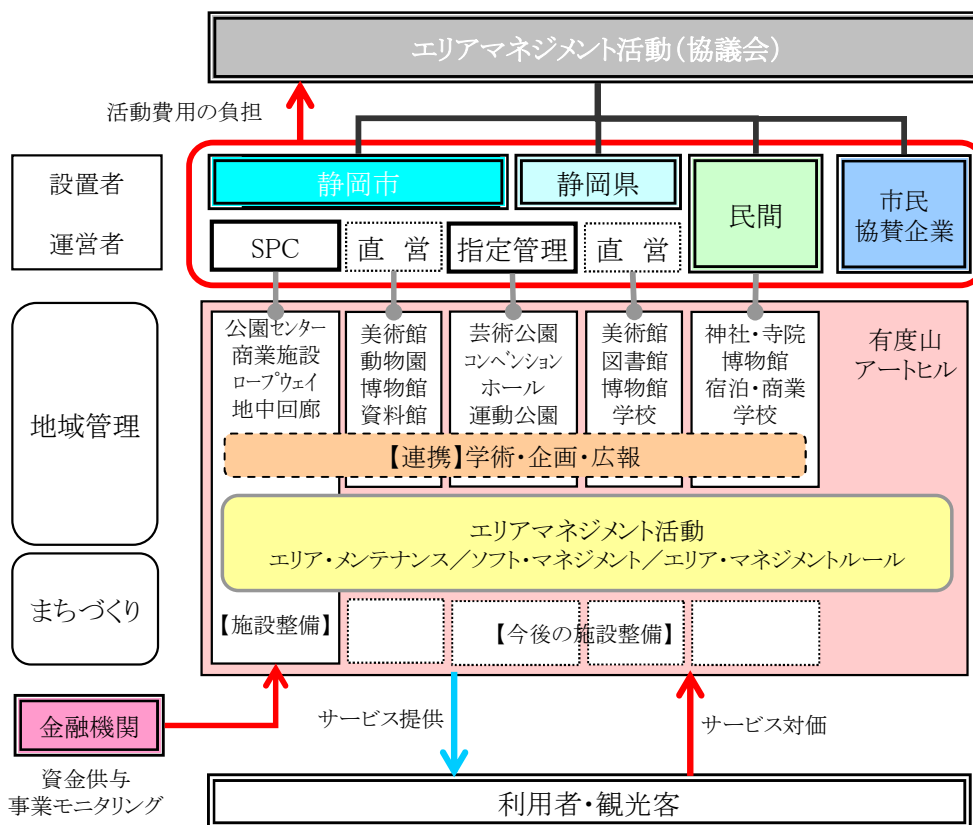 エリアマネジメント活動(協議会)
活動費用の負担
設置者
運営者
静岡市
静岡県
民間
市民
協賛企業
SPC
直 営
指定管理
直 営
地域管理
公園センター
商業施設
ロープウェイ
地中回廊
美術館
動物園
博物館
資料館
芸術公園
コンベンション
ホール
運動公園
美術館
図書館
博物館
学校
神社・寺院
博物館
宿泊・商業
学校
有度山
アートヒル
【連携】学術・企画・広報
エリアマネジメント活動
エリア・メンテナンス／ソフト・マネジメント／エリア・マネジメントルール
まちづくり
【施設整備】
【今後の施設整備】
金融機関
資金供与
事業モニタリング
サービス提供
サービス対価
利用者・観光客